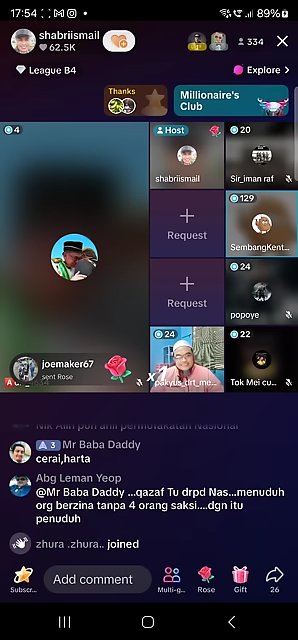 17:54
89%
shabriismail
62.5K
334
League B4
Explore >
Thanks
Millionaire's
Club
4
Host
shabriismail
20
Sir_iman raf
Request
129
SembangKent...
Request
24
popoye
24
pakyus_drt_me...
22
Tok Mei cu...
joemaker67
sent Rose
x1
A
3 Mr Baba Daddy
cerai,harta
Abg Leman Yeop
@Mr Baba Daddy ...qazaf Tu drpd Nas...menuduh
org berzina tanpa 4 orang saksi....dgn itu
penuduh
zhura .zhura.. joined
Subscr...
Add comment
Multi-g...
Rose
Gift
26